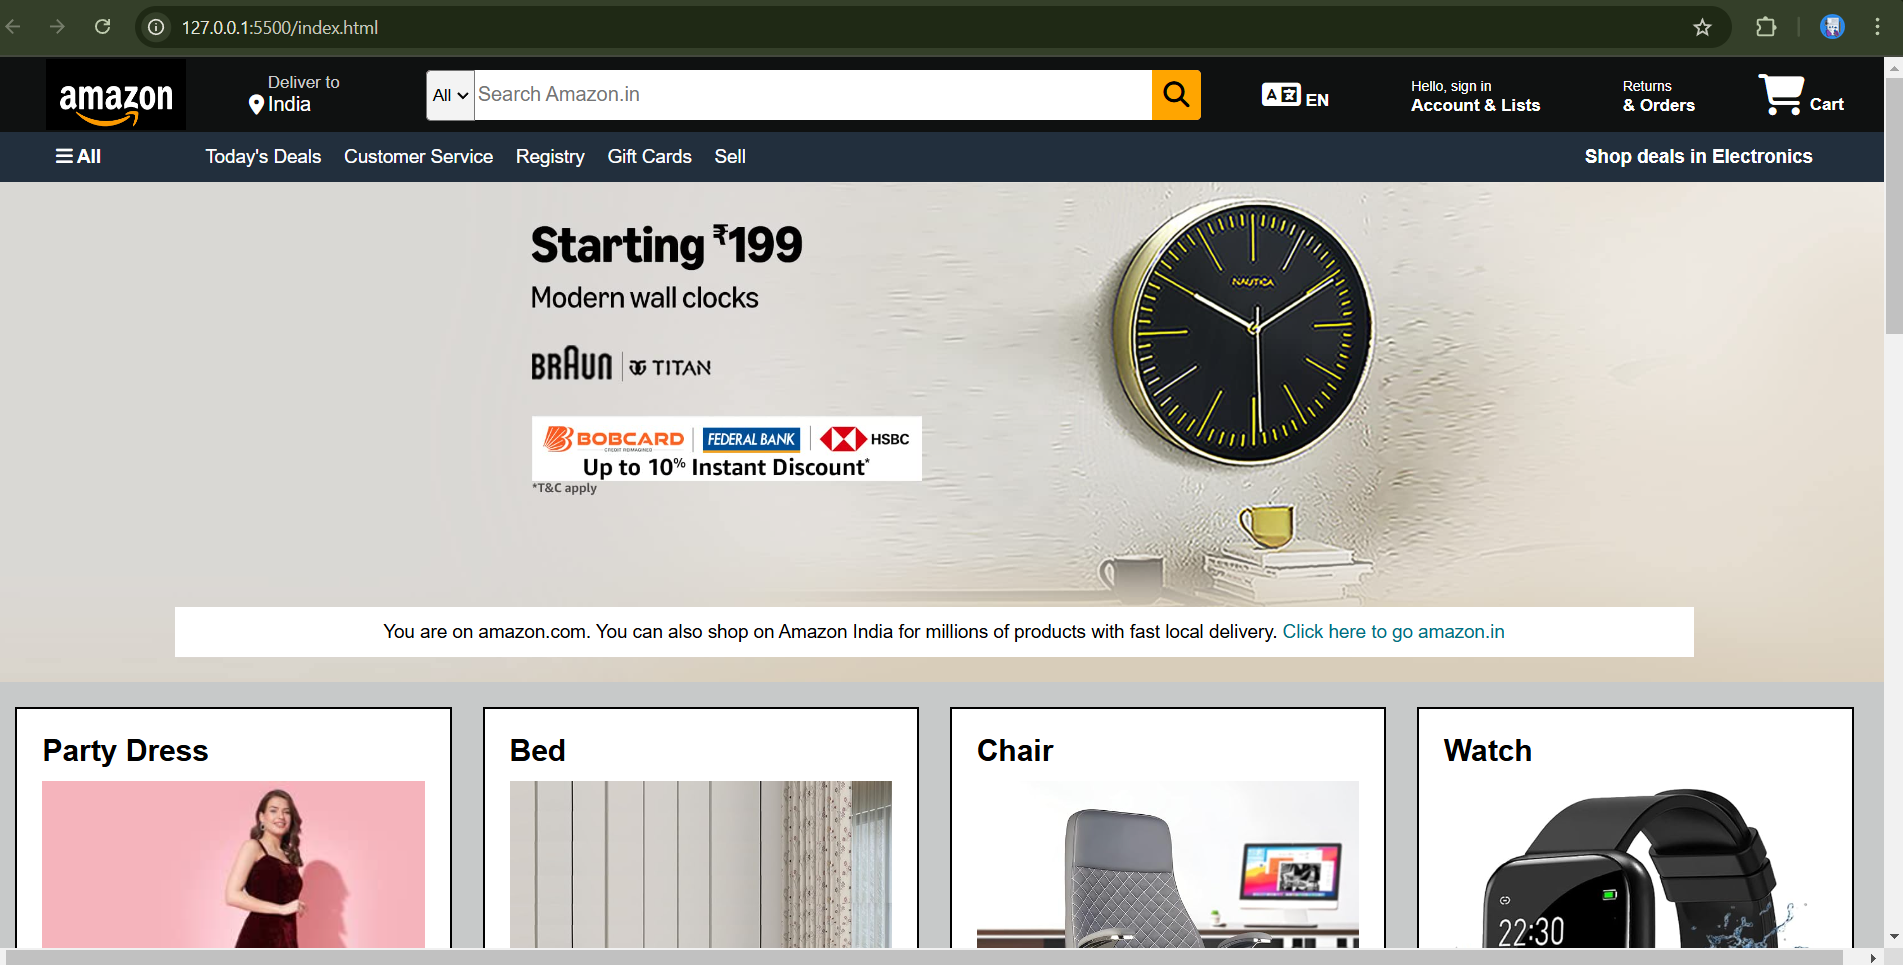 127.0.0.1:5500/index.html
amazon
Deliver to
India
All
Search Amazon.in
A
EN
Hello, sign in
Account & Lists
Returns
& Orders
Cart
All
Today's Deals
Customer Service
Registry
Gift Cards
Sell
Shop deals in Electronics
Starting ₹199
Modern wall clocks
BRAUN
TITAN
NAUTICA
BOBCARD
CREDIT REIMAGINED
FEDERAL BANK
HSBC
Up to 10% Instant Discount*
*T&C apply
You are on amazon.com. You can also shop on Amazon India for millions of products with fast local delivery. Click here to go amazon.in
Party Dress
Bed
Chair
Watch
22:30